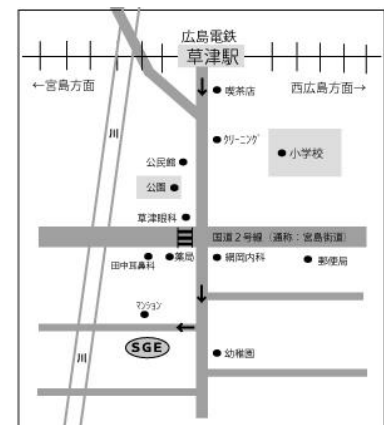 広島電鉄
草津駅
←宮島方面
西広島方面→
喫茶店
川
クリーニング
小学校
公民館
公園
草津眼科
国道2号線(通称:宮島街道)
田中耳鼻科
薬局
綱岡内科
郵便局
マンション
SGE
川
幼稚園